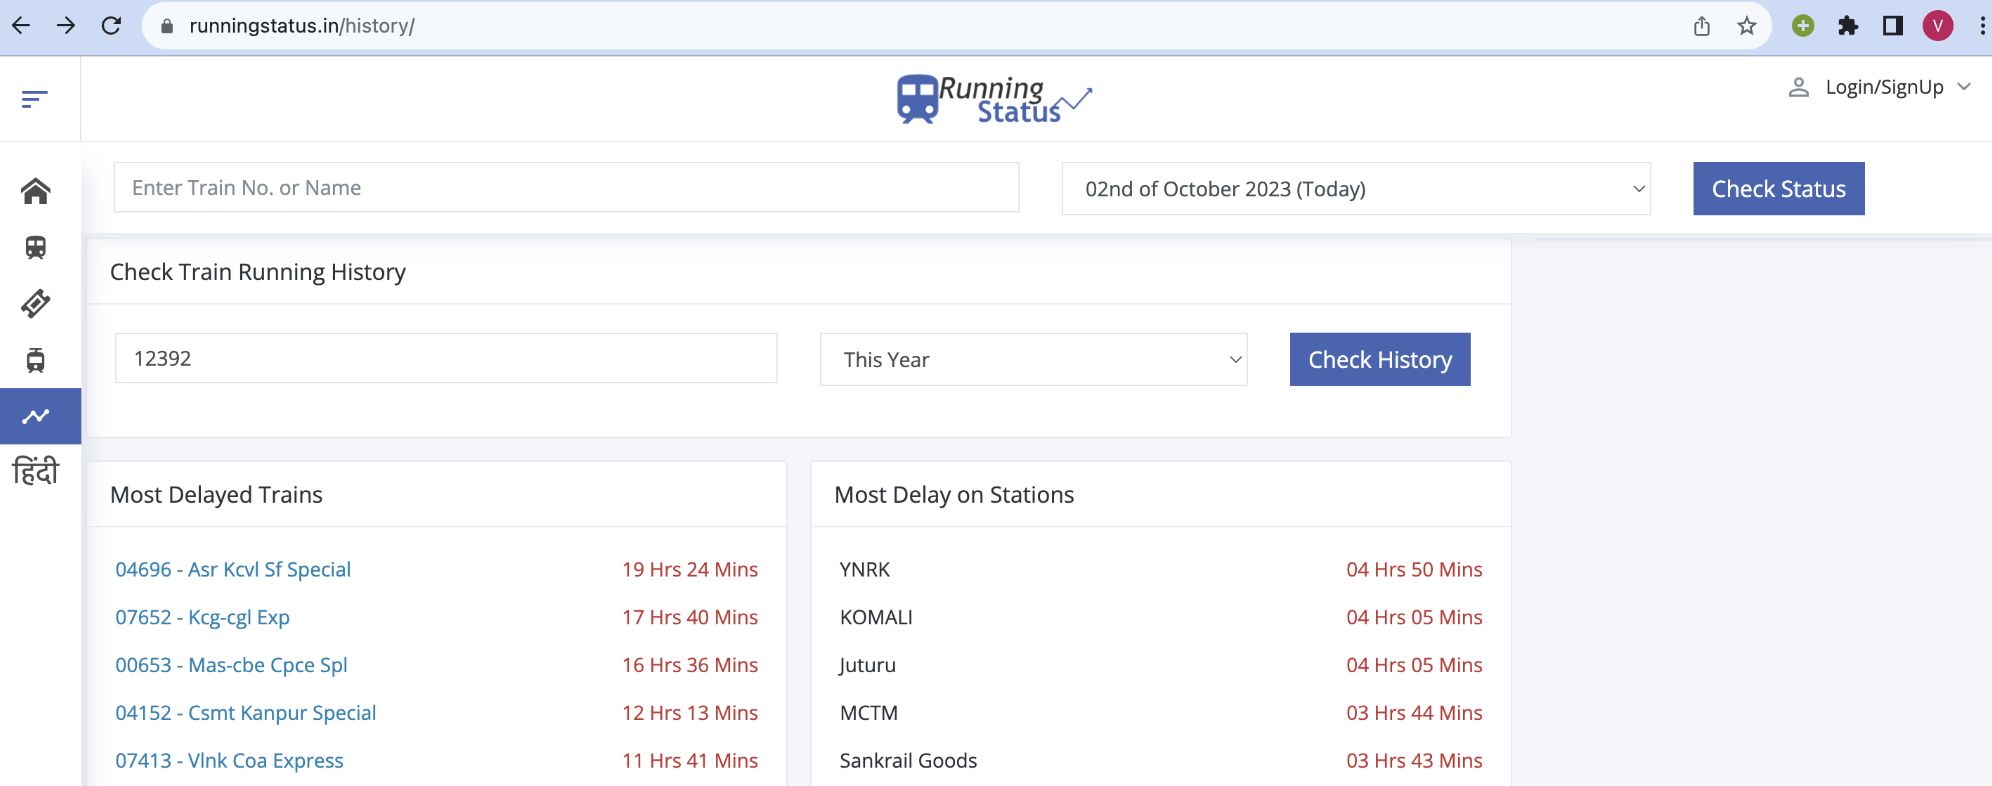 runningstatus.in/history/
V
Running
Status
Login/SignUp
Enter Train No. or Name
02nd of October 2023 (Today)
Check Status
Check Train Running History
12392
This Year
Check History
हिंदी
Most Delayed Trains
04696 - Asr Kcvl Sf Special 19 Hrs 24 Mins
07652 - Kcg-cgl Exp 17 Hrs 40 Mins
00653 - Mas-cbe Cpce Spl 16 Hrs 36 Mins
04152 - Csmt Kanpur Special 12 Hrs 13 Mins
07413 - Vlnk Coa Express 11 Hrs 41 Mins
Most Delay on Stations
YNRK 04 Hrs 50 Mins
KOMALI 04 Hrs 05 Mins
Juturu 04 Hrs 05 Mins
MCTM 03 Hrs 44 Mins
Sankrail Goods 03 Hrs 43 Mins